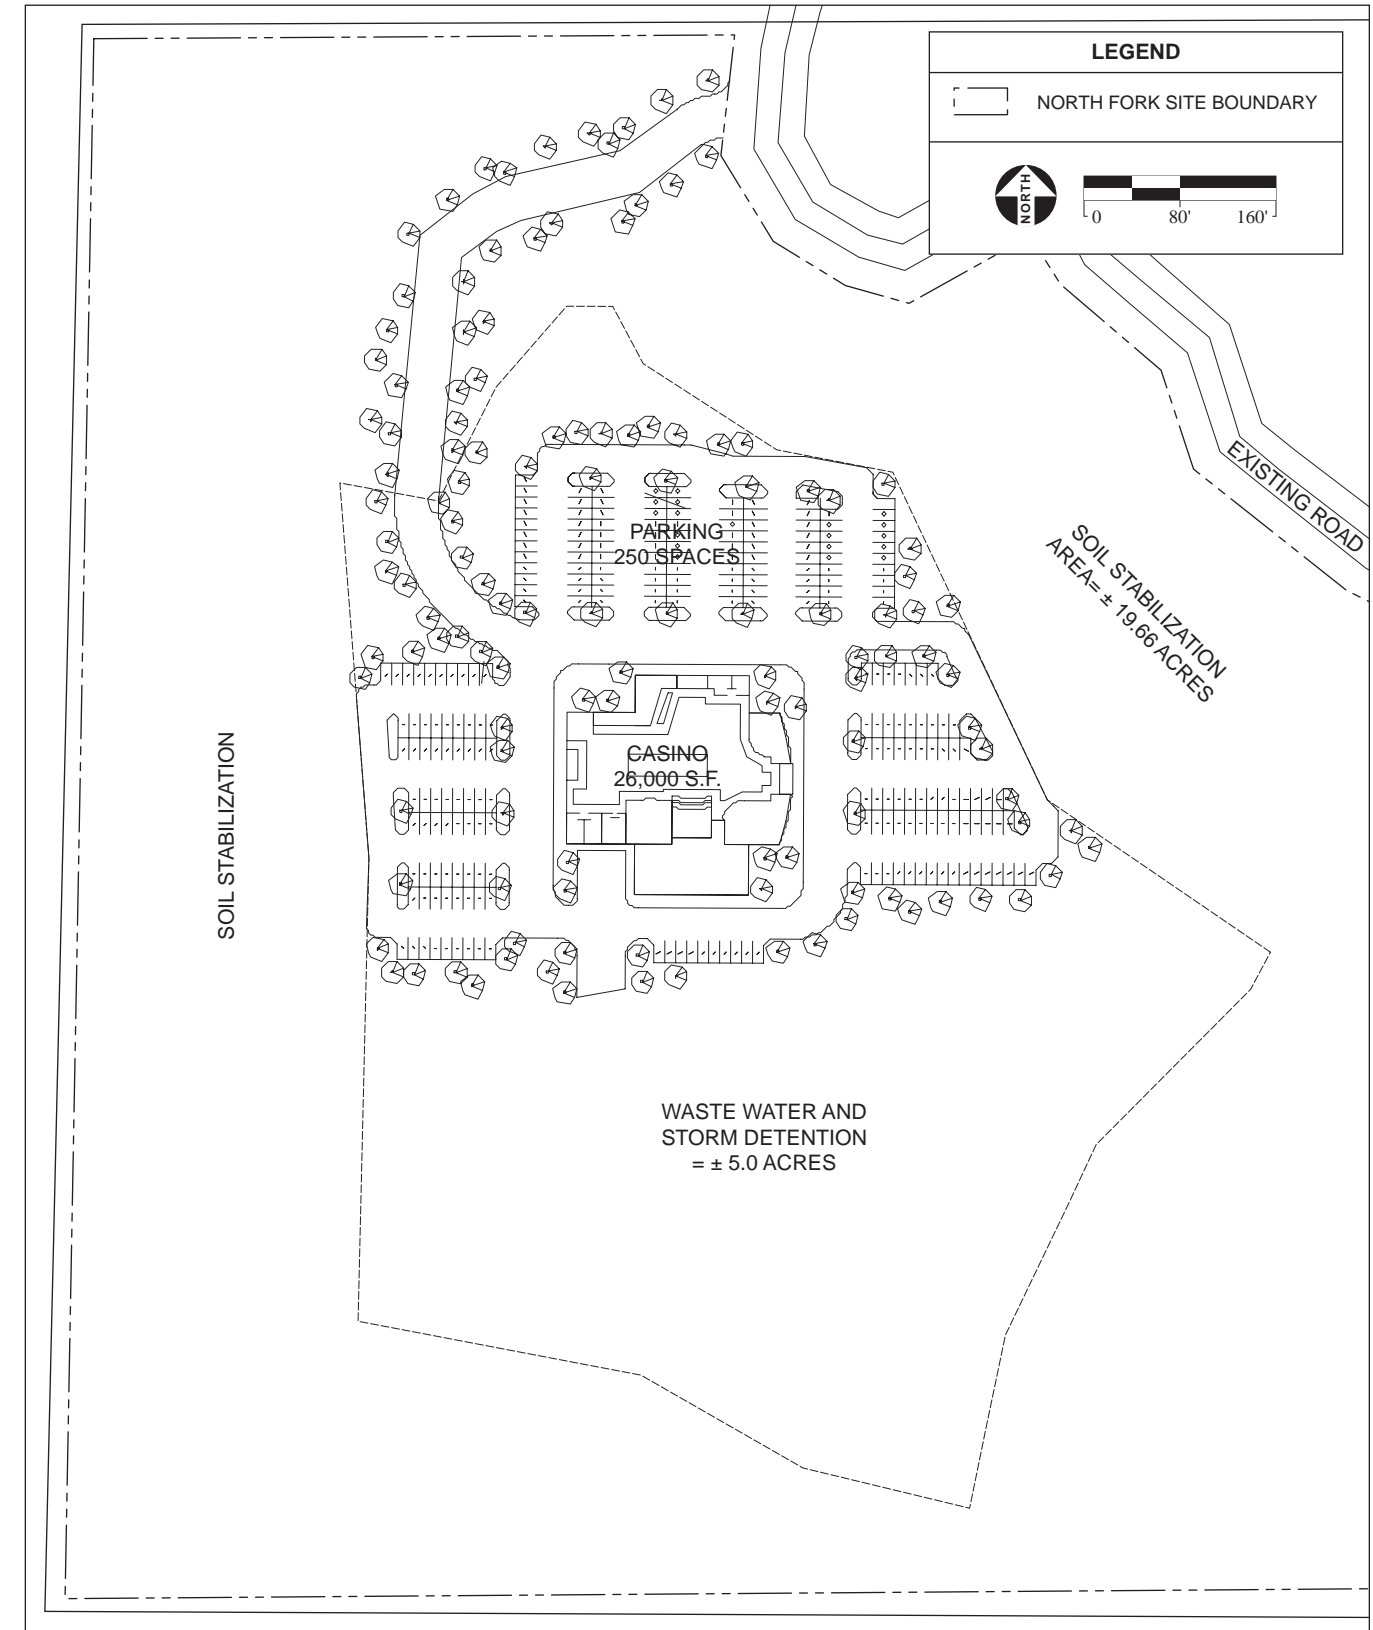 LEGEND
NORTH FORK SITE BOUNDARY
NORTH
0 80' 160'
EXISTING ROAD
PARKING
250 SPACES
SOIL STABILIZATION
AREA= ± 19.66 ACRES
CASINO
26,000 S.F.
SOIL STABILIZATION
WASTE WATER AND
STORM DETENTION
= ± 5.0 ACRES